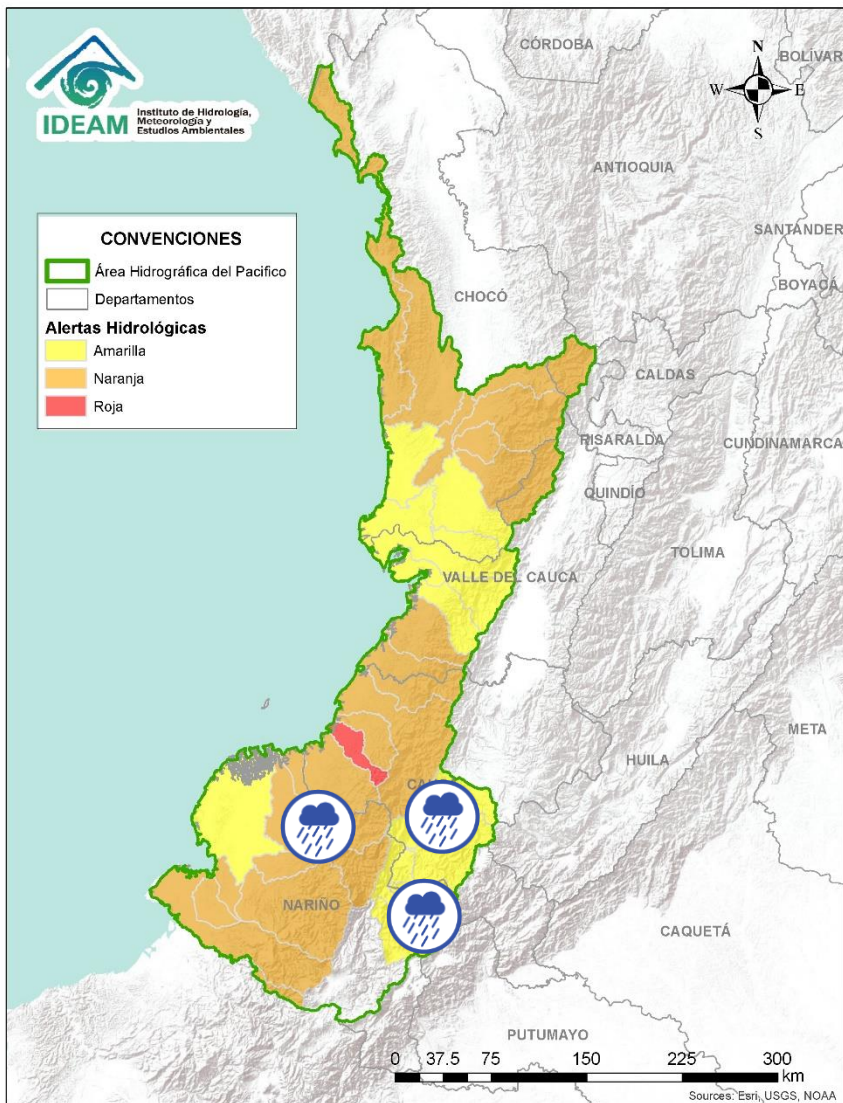 IDEAM
Instituto de Hidrología,
Meteorología y
Estudios Ambientales
N
W
E
S
CÓRDOBA
BOLÍVAR
ANTIOQUIA
SANTANDER
BOYACÁ
CHOCÓ
CALDAS
RISARALDA
CUNDINAMARCA
QUINDÍO
TOLIMA
VALLE DEL CAUCA
META
HUILA
NARIÑO
CAQUETÁ
PUTUMAYO
CONVENCIONES
Área Hidrográfica del Pacifico
Departamentos
Alertas Hidrológicas
Amarilla
Naranja
Roja
0 37.5 75 150 225 300
km
Sources: Esri, USGS, NOAA